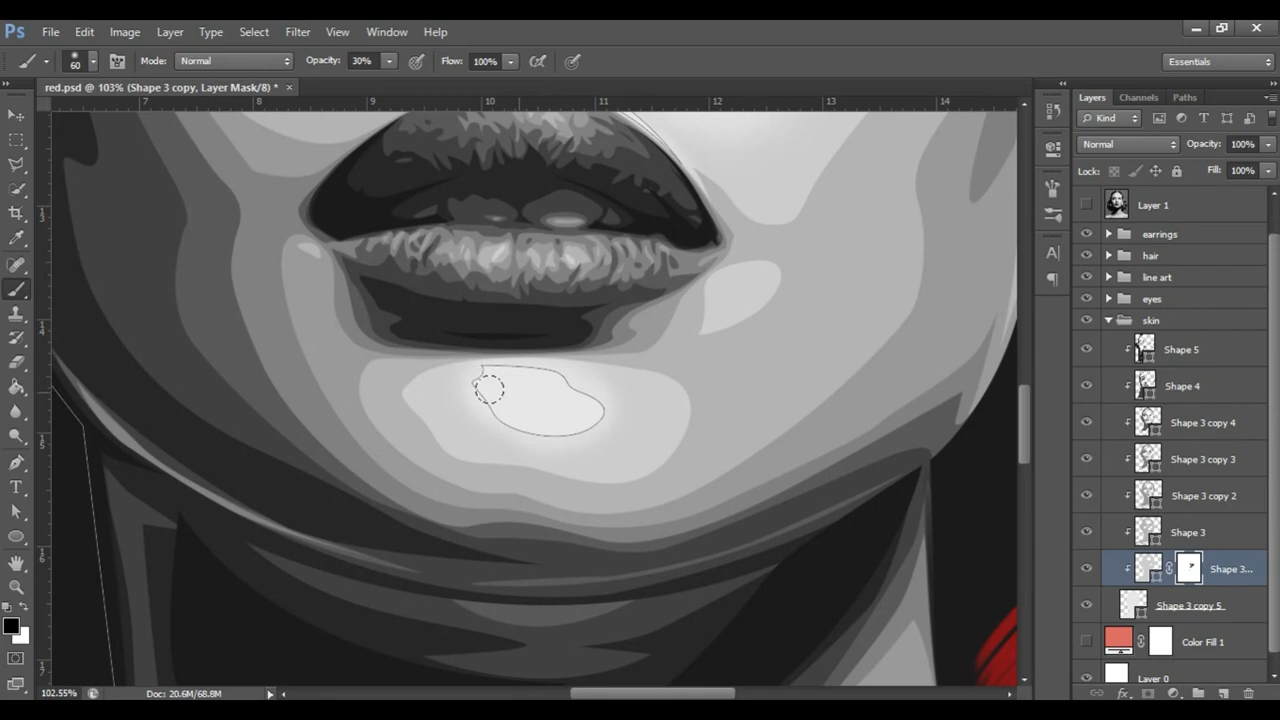 Ps File Edit Image Layer Type Select Filter View Window Help
60 Mode: Normal Opacity: 30% Flow: 100% Essentials
red.psd @ 103% (Shape 3 copy, Layer Mask/8) * ×
7 8 9 10 11 12 13 14
Layers Channels Paths
Kind
Normal Opacity: 100%
Lock: Fill: 100%
Layer 1
earrings
hair
line art
eyes
skin
Shape 5
Shape 4
Shape 3 copy 4
Shape 3 copy 3
Shape 3 copy 2
Shape 3
Shape 3...
Shape 3 copy 5
Color Fill 1
Layer 0
102.55% Doc: 20.6M/68.8M